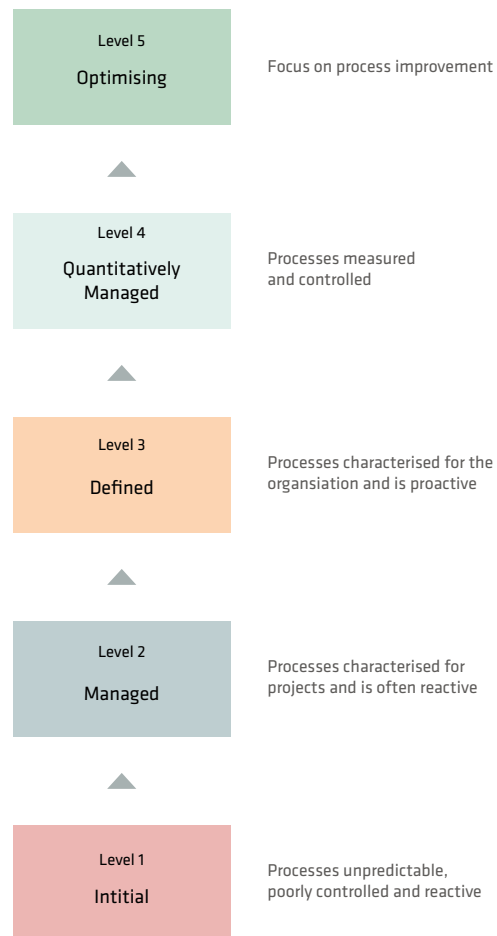 Level 5
Optimising
Focus on process improvement
Level 4
Quantitatively
Managed
Processes measured
and controlled
Level 3
Defined
Processes characterised for the
organsiation and is proactive
Level 2
Managed
Processes characterised for
projects and is often reactive
Level 1
Intitial
Processes unpredictable,
poorly controlled and reactive